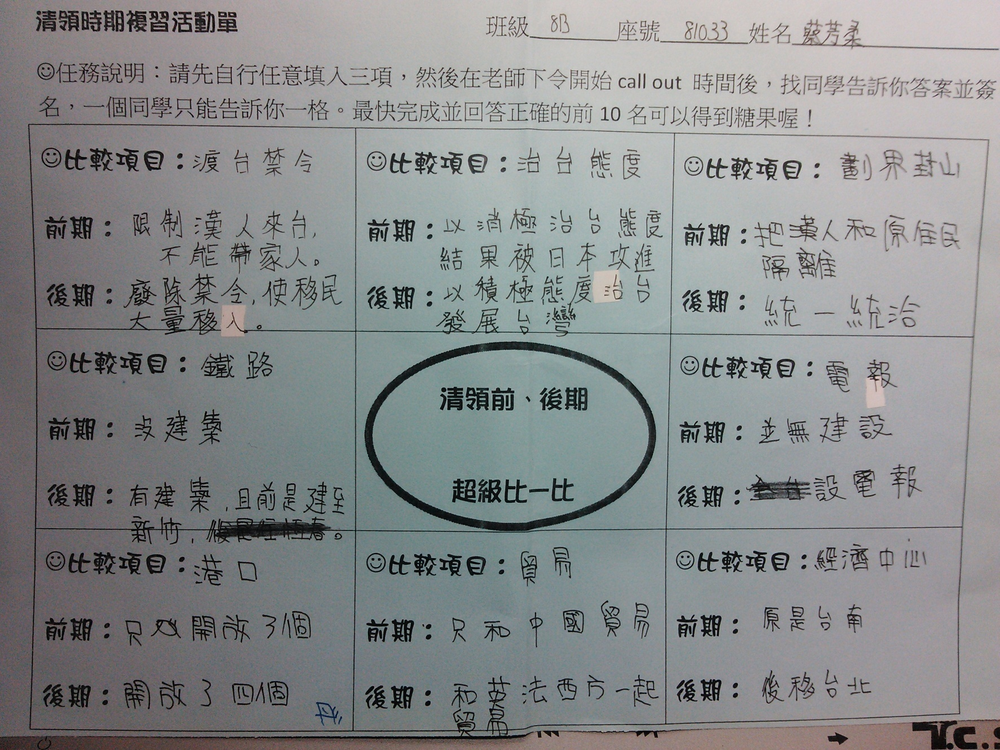 清領時期複習活動單
班級 8B 座號 81033 姓名 蔡芳柔
☺任務說明：請先自行任意填入三項，然後在老師下令開始 call out 時間後，找同學告訴你答案並簽
名，一個同學只能告訴你一格。最快完成並回答正確的前 10 名可以得到糖果喔！
☺比較項目：渡台禁令
前期：限制漢人來台,
不能帶家人。
後期：廢除禁令,使移民
大量移入。
☺比較項目：治台態度
前期：以消極治台態度
結果被日本攻進
後期：以積極態度治台
發展台灣
☺比較項目：劃界封山
前期：把漢人和原住民
隔離
後期：統一統治
☺比較項目：鐵路
前期：沒建築
後期：有建築,且前是建至
新竹,。
清領前、後期
超級比一比
☺比較項目：電報
前期：並無建設
後期：設電報
☺比較項目：港口
前期：只開放了個
後期：開放了四個
☺比較項目：貿易
前期：只和中國貿易
後期：和英法西方一起
貿易
☺比較項目：經濟中心
前期：原是台南
後期：後移台北
T.C.